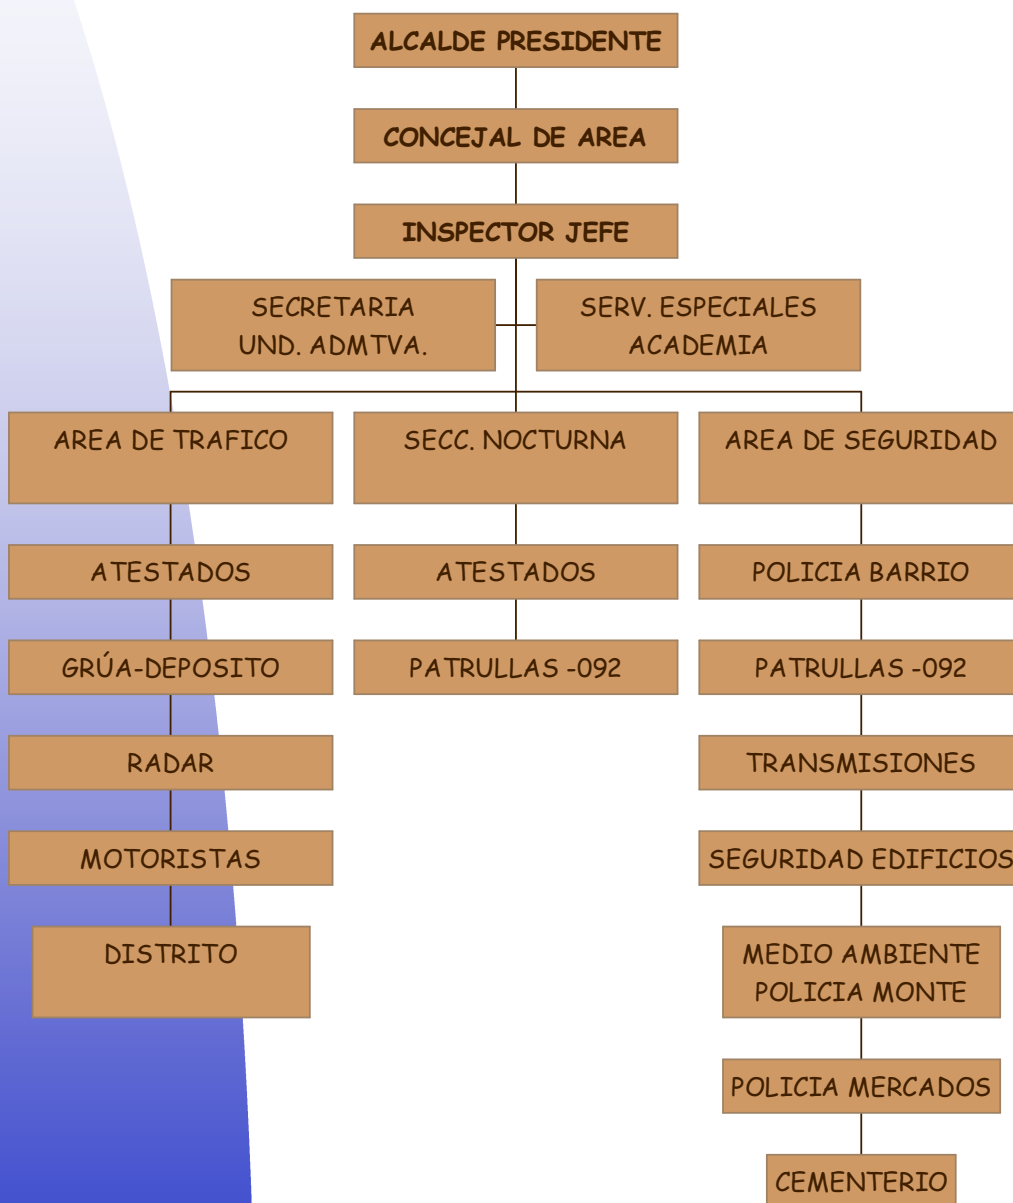 ALCALDE PRESIDENTE
CONCEJAL DE AREA
INSPECTOR JEFE
SECRETARIA
UND. ADMTVA.
SERV. ESPECIALES
ACADEMIA
AREA DE TRAFICO
ATESTADOS
GRÚA-DEPOSITO
RADAR
MOTORISTAS
DISTRITO
SECC. NOCTURNA
ATESTADOS
PATRULLAS -092
AREA DE SEGURIDAD
POLICIA BARRIO
PATRULLAS -092
TRANSMISIONES
SEGURIDAD EDIFICIOS
MEDIO AMBIENTE
POLICIA MONTE
POLICIA MERCADOS
CEMENTERIO